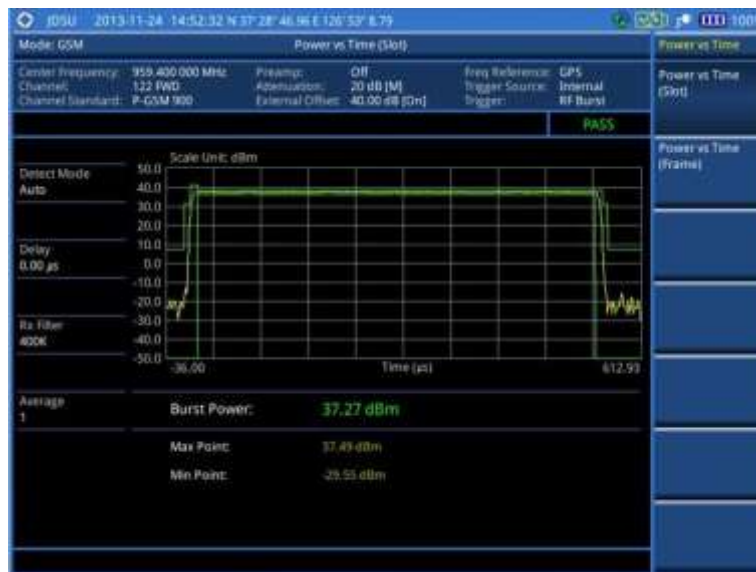 JDSU 2013-11-24 14:52:32 N 37° 28' 46.96 E 126° 53' 8.79 100
Mode: GSM Power vs Time (Slot) Power vs Time
Center Frequency: 959.400 000 MHz Preamp: Off Freq Reference: GPS
Channel: 122 FWD Attenuation: 20 dB [M] Trigger Source: Internal
Channel Standard: P-GSM 900 External Offset: 40.00 dB [On] Trigger: RF Burst
Power vs Time
(Slot)
PASS
Power vs Time
(Frame)
Scale Unit: dBm
Detect Mode
Auto
Delay
0.00 µs
Rx Filter
400K
Average
1
50.0
40.0
30.0
20.0
10.0
0.0
-10.0
-20.0
-30.0
-40.0
-50.0
-36.00 Time (µs) 612.93
Burst Power: 37.27 dBm
Max Point: 37.49 dBm
Min Point: -29.55 dBm